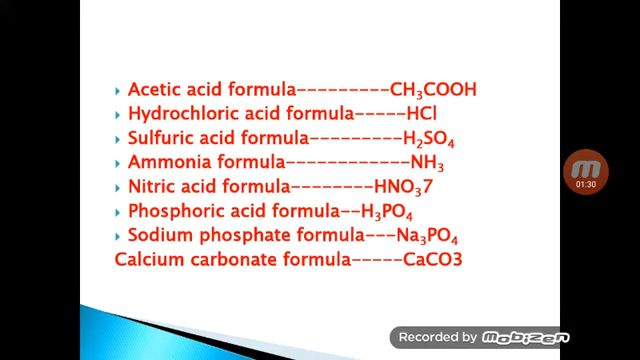 Acetic acid formula---------CH₃COOH
Hydrochloric acid formula-----HCl
Sulfuric acid formula---------H₂SO₄
Ammonia formula------------NH₃
Nitric acid formula--------HNO₃7
Phosphoric acid formula--H₃PO₄
Sodium phosphate formula---Na₃PO₄
Calcium carbonate formula-----CaCO3
01:30
Recorded by mobizen